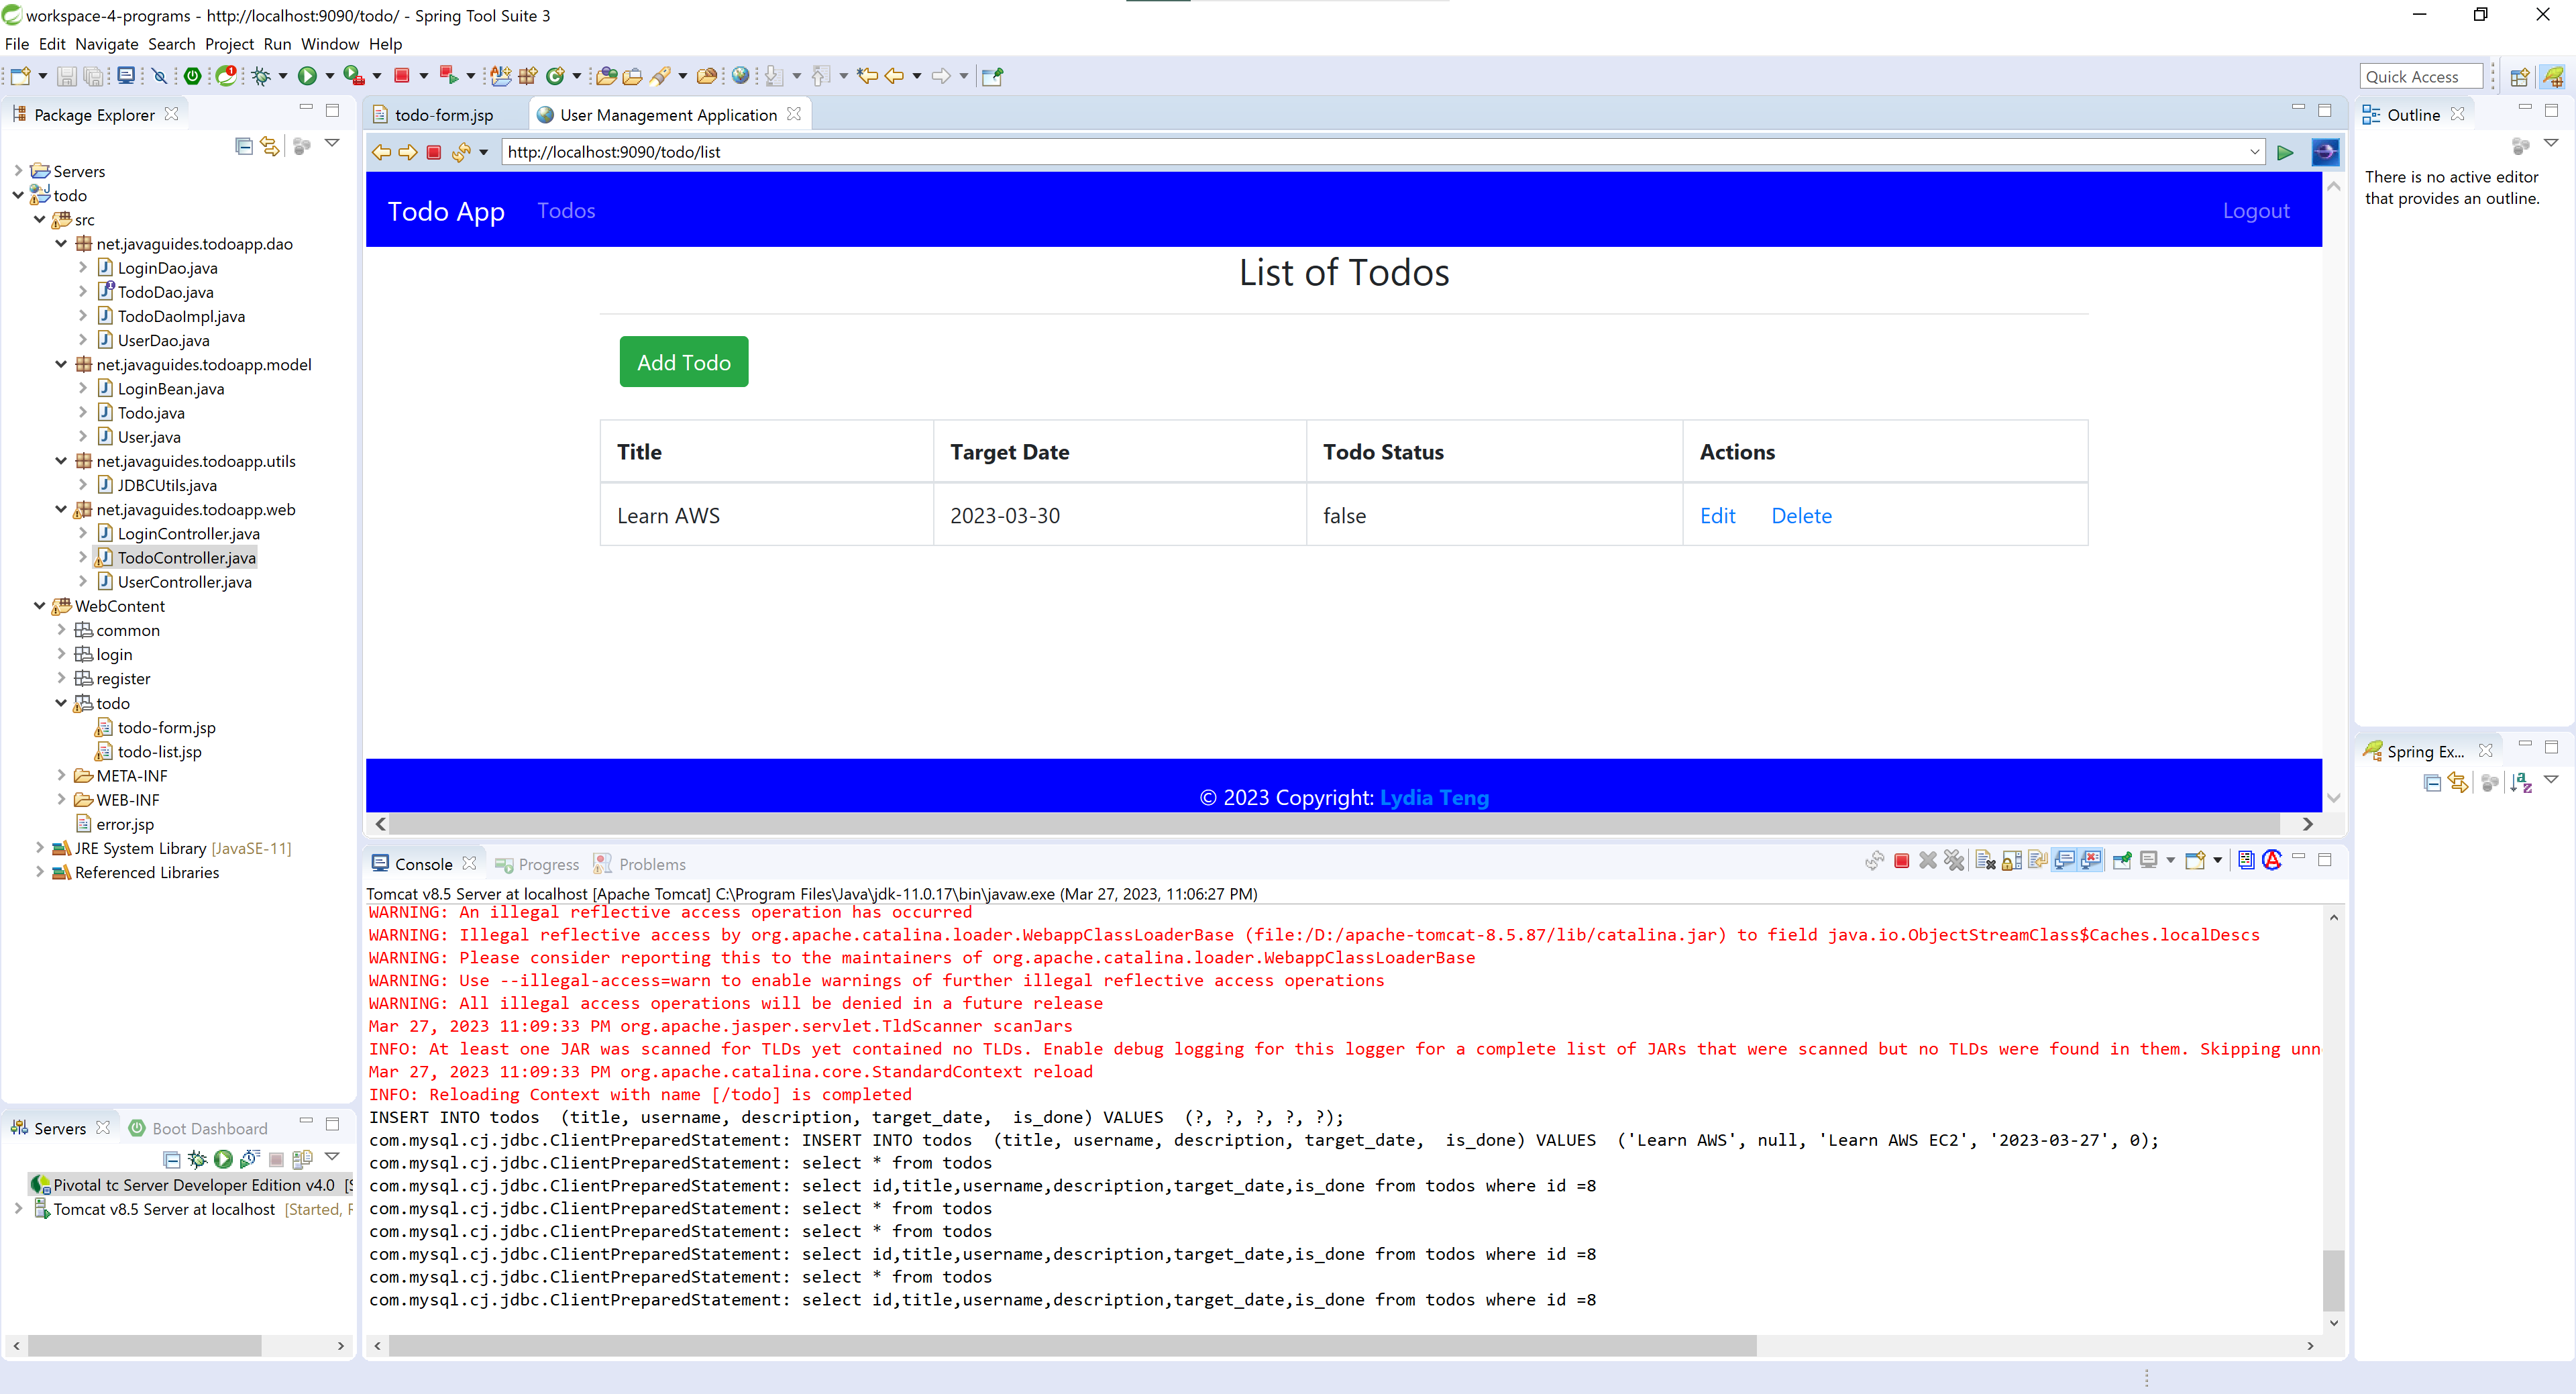 workspace-4-programs - http://localhost:9090/todo/ - Spring Tool Suite 3
File Edit Navigate Search Project Run Window Help
Quick Access
Package Explorer
Servers
todo
src
net.javaguides.todoapp.dao
LoginDao.java
TodoDao.java
TodoDaoImpl.java
UserDao.java
net.javaguides.todoapp.model
LoginBean.java
Todo.java
User.java
net.javaguides.todoapp.utils
JDBCUtils.java
net.javaguides.todoapp.web
LoginController.java
TodoController.java
UserController.java
WebContent
common
login
register
todo
todo-form.jsp
todo-list.jsp
META-INF
WEB-INF
error.jsp
JRE System Library [JavaSE-11]
Referenced Libraries
Servers Boot Dashboard
Pivotal tc Server Developer Edition v4.0 [S
Tomcat v8.5 Server at localhost [Started, R
todo-form.jsp User Management Application
http://localhost:9090/todo/list
Todo App Todos Logout
List of Todos
Add Todo
Title Target Date Todo Status Actions
Learn AWS 2023-03-30 false Edit Delete
© 2023 Copyright: Lydia Teng
Console Progress Problems
Tomcat v8.5 Server at localhost [Apache Tomcat] C:\Program Files\Java\jdk-11.0.17\bin\javaw.exe (Mar 27, 2023, 11:06:27 PM)
WARNING: An illegal reflective access operation has occurred
WARNING: Illegal reflective access by org.apache.catalina.loader.WebappClassLoaderBase (file:/D:/apache-tomcat-8.5.87/lib/catalina.jar) to field java.io.ObjectStreamClass$Caches.localDescs
WARNING: Please consider reporting this to the maintainers of org.apache.catalina.loader.WebappClassLoaderBase
WARNING: Use --illegal-access=warn to enable warnings of further illegal reflective access operations
WARNING: All illegal access operations will be denied in a future release
Mar 27, 2023 11:09:33 PM org.apache.jasper.servlet.TldScanner scanJars
INFO: At least one JAR was scanned for TLDs yet contained no TLDs. Enable debug logging for this logger for a complete list of JARs that were scanned but no TLDs were found in them. Skipping unn
Mar 27, 2023 11:09:33 PM org.apache.catalina.core.StandardContext reload
INFO: Reloading Context with name [/todo] is completed
INSERT INTO todos  (title, username, description, target_date,  is_done) VALUES  (?, ?, ?, ?, ?);
com.mysql.cj.jdbc.ClientPreparedStatement: INSERT INTO todos  (title, username, description, target_date,  is_done) VALUES  ('Learn AWS', null, 'Learn AWS EC2', '2023-03-27', 0);
com.mysql.cj.jdbc.ClientPreparedStatement: select * from todos
com.mysql.cj.jdbc.ClientPreparedStatement: select id,title,username,description,target_date,is_done from todos where id =8
com.mysql.cj.jdbc.ClientPreparedStatement: select * from todos
com.mysql.cj.jdbc.ClientPreparedStatement: select * from todos
com.mysql.cj.jdbc.ClientPreparedStatement: select id,title,username,description,target_date,is_done from todos where id =8
com.mysql.cj.jdbc.ClientPreparedStatement: select * from todos
com.mysql.cj.jdbc.ClientPreparedStatement: select id,title,username,description,target_date,is_done from todos where id =8
Outline
There is no active editor
that provides an outline.
Spring Ex...